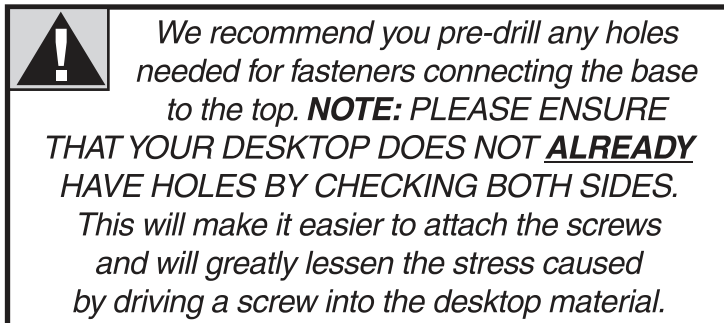 We recommend you pre-drill any holes
needed for fasteners connecting the base
to the top. NOTE: PLEASE ENSURE
THAT YOUR DESKTOP DOES NOT ALREADY
HAVE HOLES BY CHECKING BOTH SIDES.
This will make it easier to attach the screws
and will greatly lessen the stress caused
by driving a screw into the desktop material.